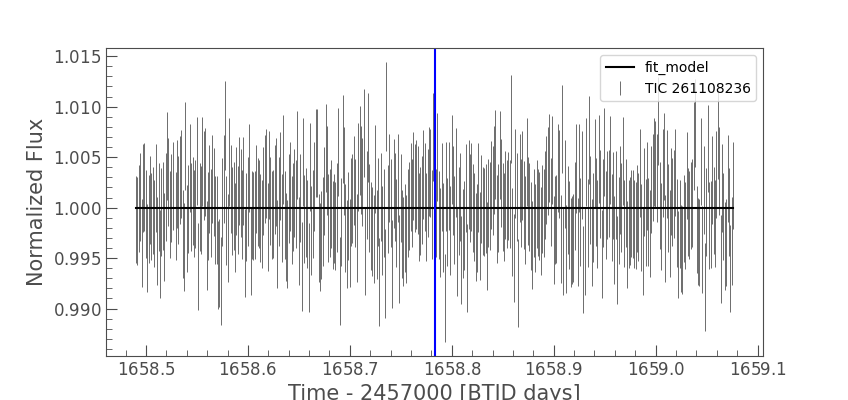 1.015
1.010
1.005
1.000
0.995
0.990
Normalized Flux
fit_model
TIC 261108236
1658.5 1658.6 1658.7 1658.8 1658.9 1659.0 1659.1
Time - 2457000 [BTJD days]